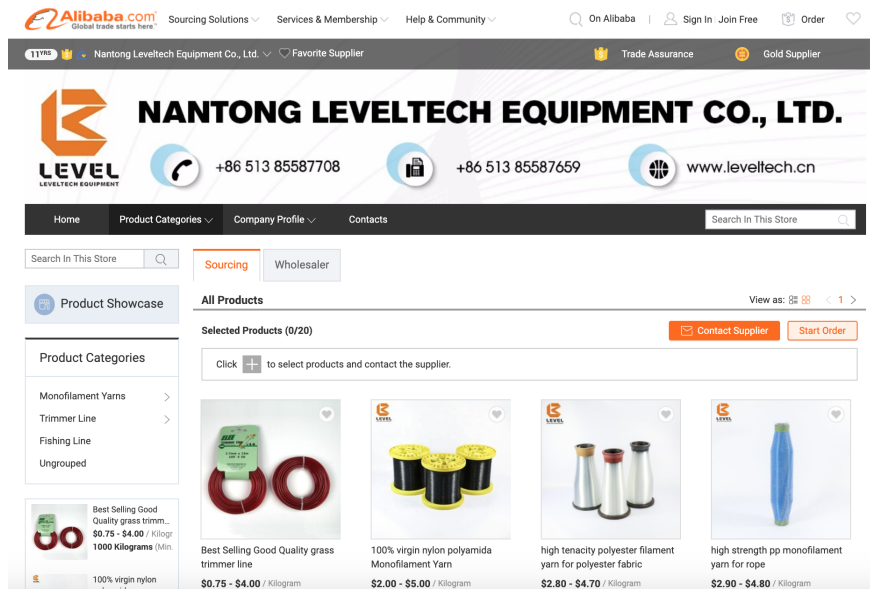 Alibaba.com
Global trade starts here.™
Sourcing Solutions
Services & Membership
Help & Community
On Alibaba
Sign In
Join Free
Order
11YRS
Nantong Leveltech Equipment Co., Ltd.
Favorite Supplier
Trade Assurance
Gold Supplier
LEVEL
LEVELTECH EQUIPMENT
NANTONG LEVELTECH EQUIPMENT CO., LTD.
+86 513 85587708
+86 513 85587659
www.leveltech.cn
Home
Product Categories
Company Profile
Contacts
Search In This Store
Search In This Store
Sourcing
Wholesaler
Product Showcase
All Products
View as:
1
Selected Products (0/20)
Contact Supplier
Start Order
Click + to select products and contact the supplier.
Product Categories
Monofilament Yarns
Trimmer Line
Fishing Line
Ungrouped
LEVEL
LEVEL
LEVEL
Best Selling Good
Quality grass trimm...
$0.75 - $4.00 / Kilogr
1000 Kilograms (Min.
100% virgin nylon
Best Selling Good Quality grass
trimmer line
$0.75 - $4.00 / Kilogram
100% virgin nylon polyamida
Monofilament Yarn
$2.00 - $5.00 / Kilogram
high tenacity polyester filament
yarn for polyester fabric
$2.80 - $4.70 / Kilogram
high strength pp monofilament
yarn for rope
$2.90 - $4.80 / Kilogram